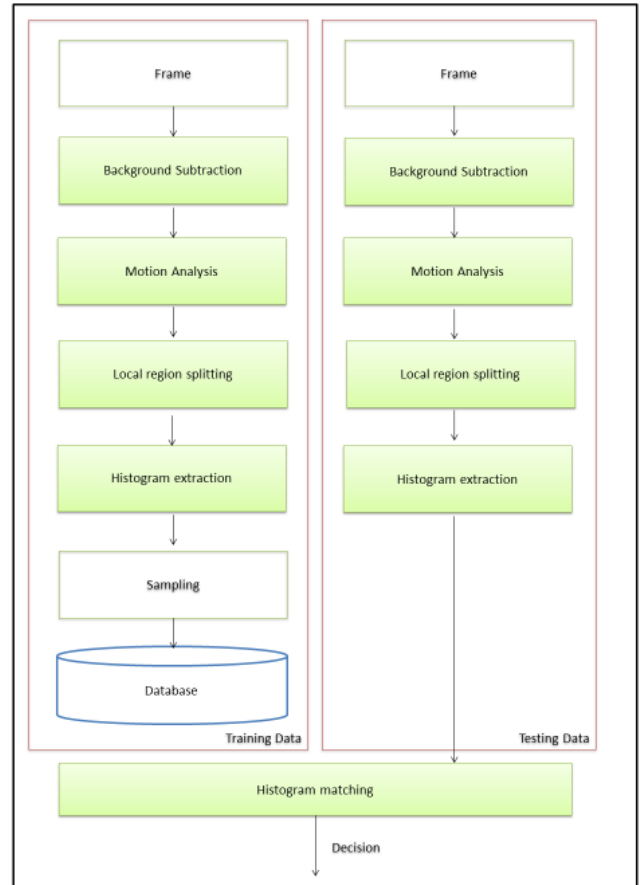 Frame
Background Subtraction
Motion Analysis
Local region splitting
Histogram extraction
Sampling
Database
Training Data
Frame
Background Subtraction
Motion Analysis
Local region splitting
Histogram extraction
Testing Data
Histogram matching
Decision